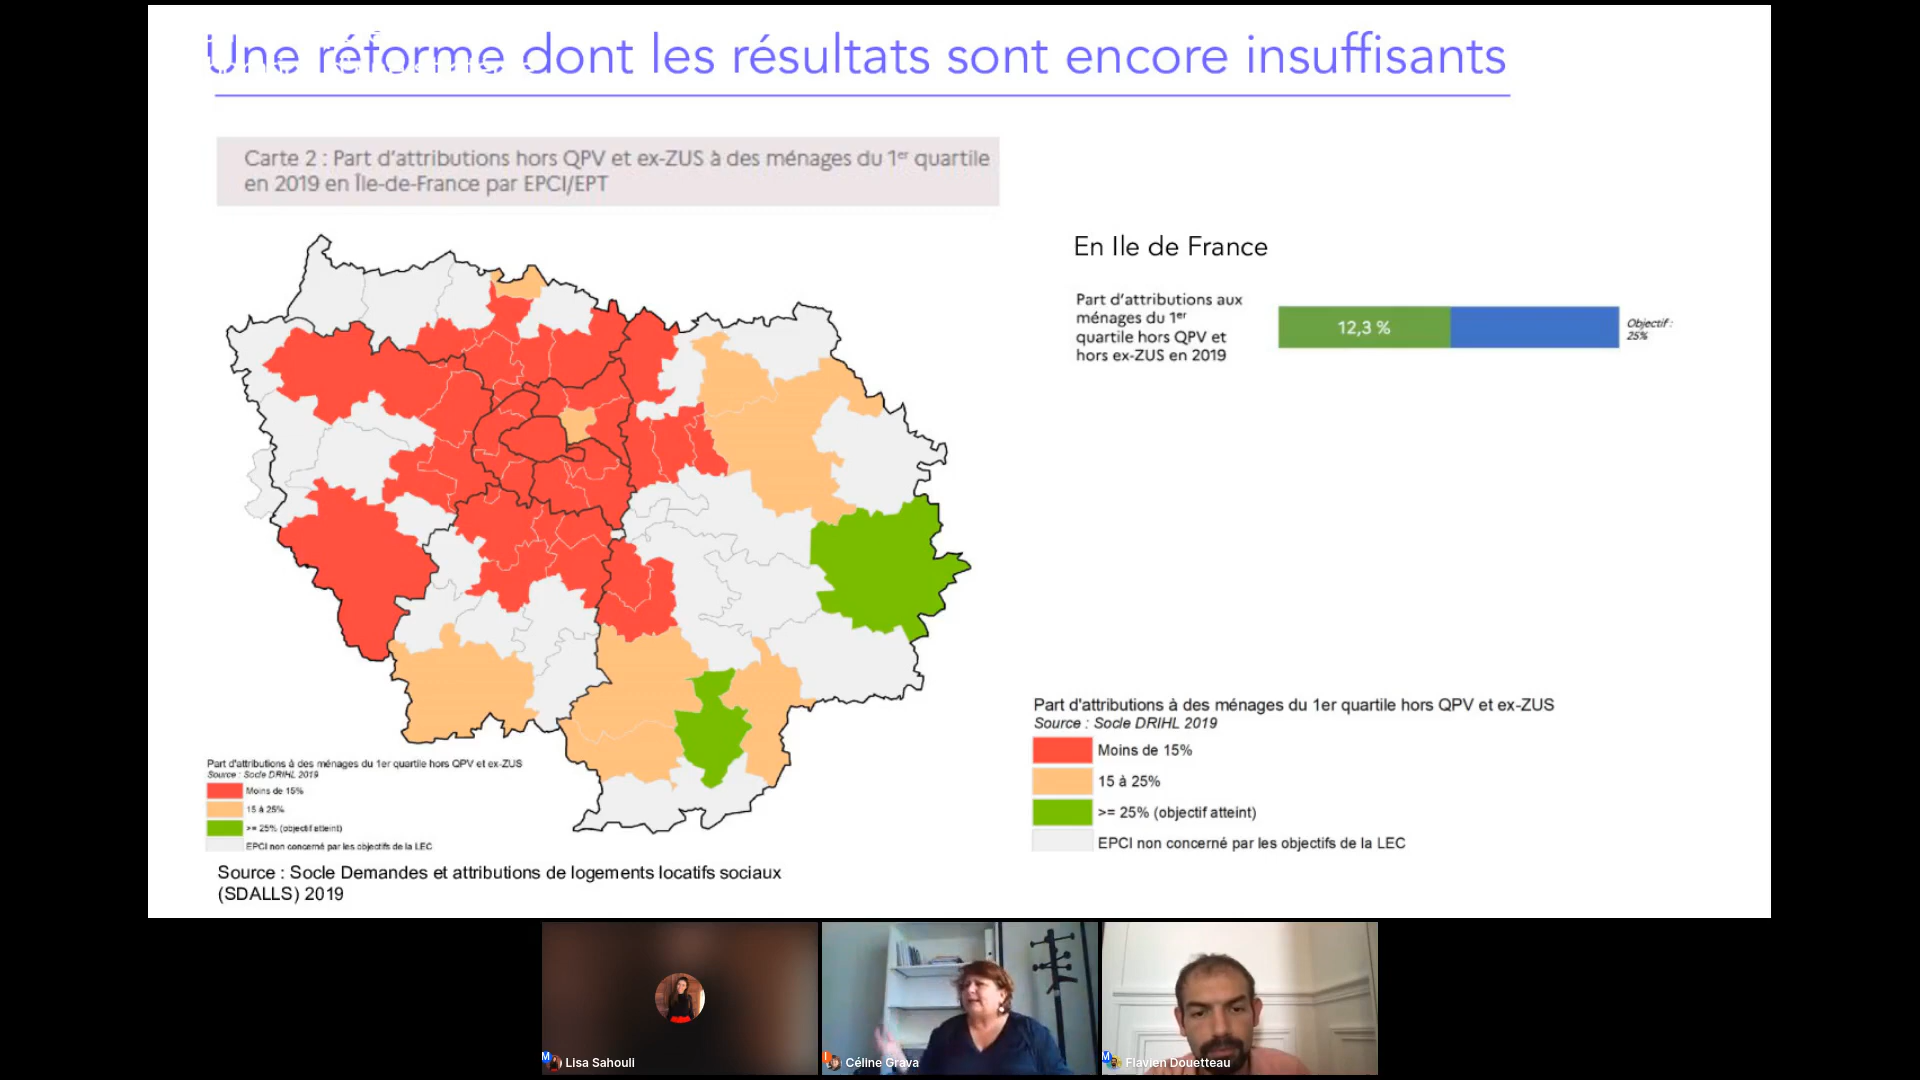 Une réforme dont les résultats sont encore insuffisants
Carte 2 : Part d'attributions hors QPV et ex-ZUS à des ménages du 1er quartile
en 2019 en Île-de-France par EPCI/EPT
En Ile de France
Part d'attributions aux
ménages du 1er
quartile hors QPV et
hors ex-ZUS en 2019
12,3 %
Objectif :
25%
Part d'attributions à des ménages du 1er quartile hors QPV et ex-ZUS
Source : Socle DRIHL 2019
Moins de 15%
15 à 25%
>= 25% (objectif atteint)
EPCI non concerné par les objectifs de la LEC
Part d'attributions à des ménages du 1er quartile hors QPV et ex-ZUS
Source : Socle DRIHL 2019
Moins de 15%
15 à 25%
>= 25% (objectif atteint)
EPCI non concerné par les objectifs de la LEC
Source : Socle Demandes et attributions de logements locatifs sociaux
(SDALLS) 2019
Lisa Sahouli
Céline Grava
Flavien Douetteau